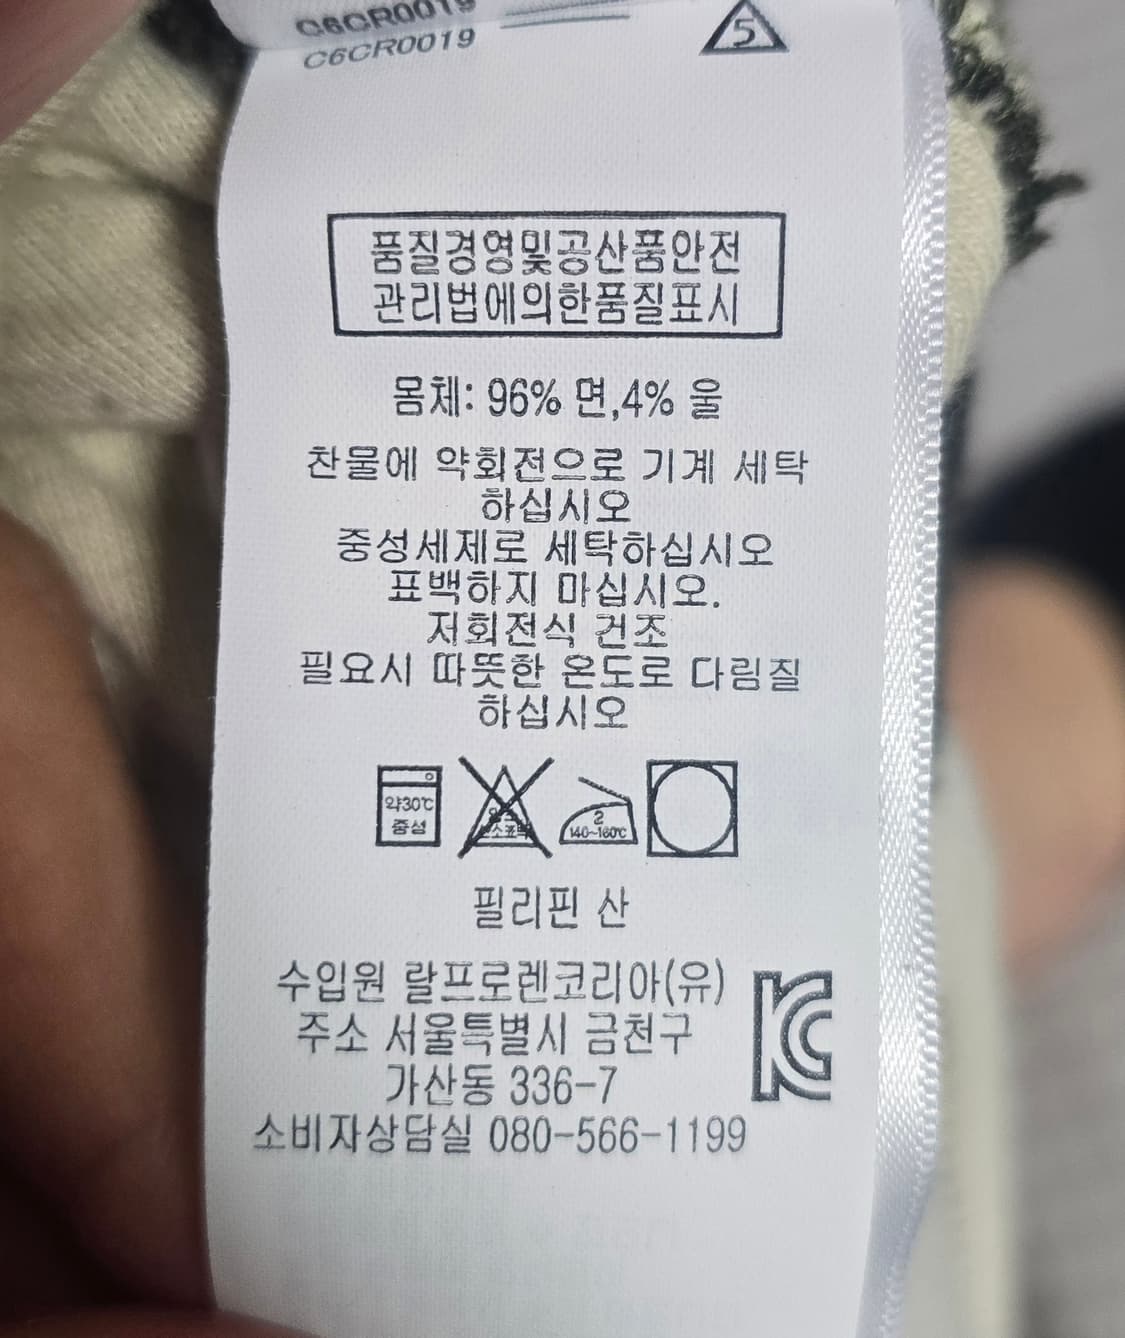 C6CR0019
C6CR0019
5
품질경영및공산품안전
관리법에의한품질표시
몸체: 96% 면,4% 울
찬물에 약회전으로 기계 세탁
하십시오
중성세제로 세탁하십시오
표백하지 마십시오.
저회전식 건조
필요시 따뜻한 온도로 다림질
하십시오
약30℃
중성
2
140~160℃
필리핀 산
수입원 랄프로렌코리아(유)
주소 서울특별시 금천구
가산동 336-7
소비자상담실 080-566-1199